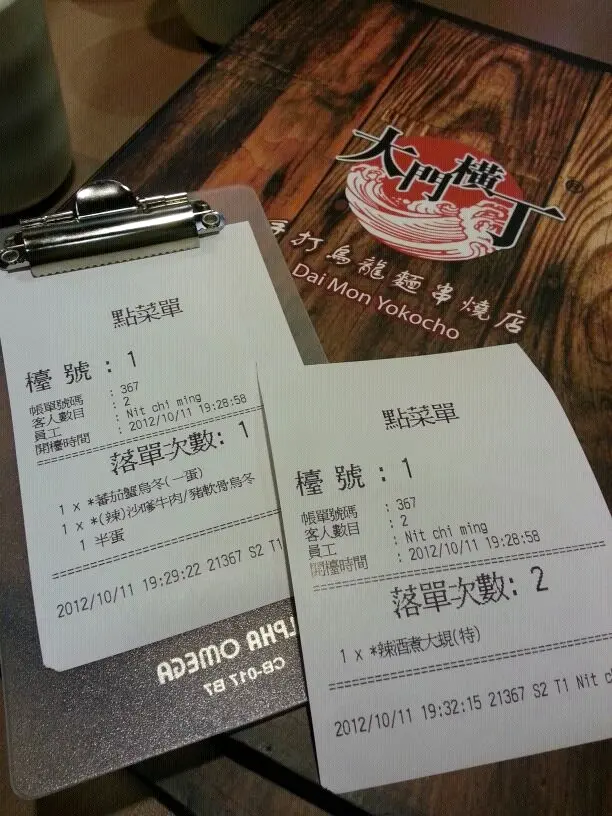 大門橫丁
®
手打烏龍麵串燒店
Dai Mon Yokocho
點菜單
檯號：1
帳單號碼 : 367
客人數目 : 2
員工 : Nit chi ming
開檯時間 : 2012/10/11 19:28:58
落單次數: 1
1 x *蕃茄蟹烏冬(一蛋)
1 x *(辣)沙嗲牛肉/豬軟骨烏冬
1 半蛋
2012/10/11 19:29:22 21367 S2 T1
ALPHA OMEGA
CB-017 B7
點菜單
檯號：1
帳單號碼 : 367
客人數目 : 2
員工 : Nit chi ming
開檯時間 : 2012/10/11 19:28:58
落單次數: 2
1 x *辣酒煮大蜆(特)
2012/10/11 19:32:15 21367 S2 T1 Nit c